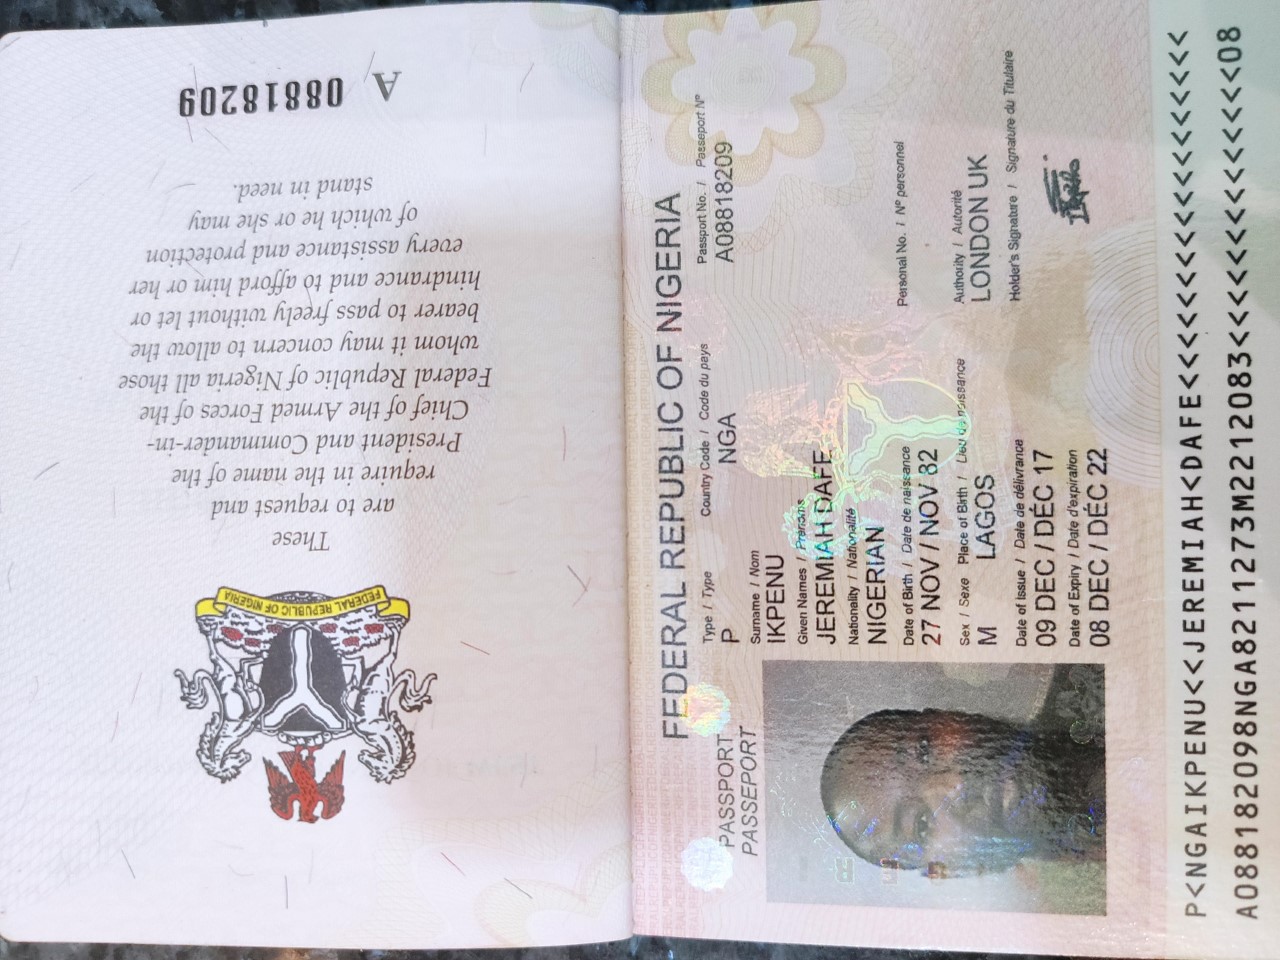 FEDERAL REPUBLIC OF NIGERIA
These
are to request and
require in the name of the
President and Commander-in-
Chief of the Armed Forces of the
Federal Republic of Nigeria all those
whom it may concern to allow the
bearer to pass freely without let or
hindrance and to afford him or her
every assistance and protection
of which he or she may
stand in need.
A 08818209
FEDERAL REPUBLIC OF NIGERIA
PASSPORT
PASSEPORT
Type / Type
P
Country Code / Code du pays
NGA
Passport No. / Passeport N°
A08818209
Surname / Nom
IKPENU
Given Names / Prénoms
JEREMIAH DAFE
Nationality / Nationalité
NIGERIAN
Date of Birth / Date de naissance
27 NOV / NOV 82
Personal No. / N° personnel
Sex / Sexe
M
Place of Birth / Lieu de naissance
LAGOS
Authority / Autorité
LONDON UK
Date of Issue / Date de délivrance
09 DEC / DÉC 17
Holder's Signature / Signature du Titulaire
Date of Expiry / Date d'expiration
08 DEC / DÉC 22
P<NGAIKPENU<<JEREMIAH<DAFE<<<<<<<<<<<<<<<<<<
A088182098NGA8211273M2212083<<<<<<<<<<<<<<08